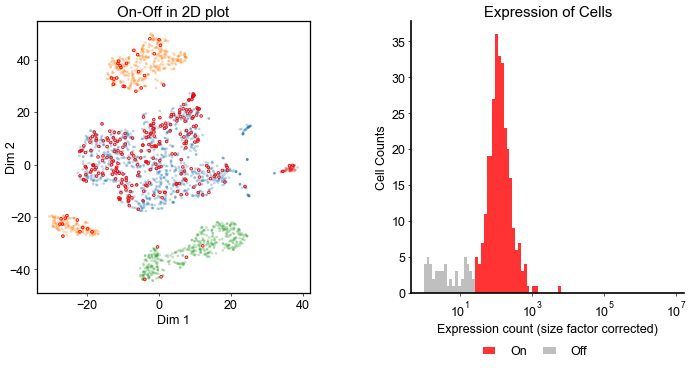 On-Off in 2D plot
Dim 2
40
20
0
−20
−40
−20
0
20
40
Dim 1
Expression of Cells
Cell Counts
35
30
25
20
15
10
5
0
10^1
10^3
10^5
10^7
Expression count (size factor corrected)
On
Off